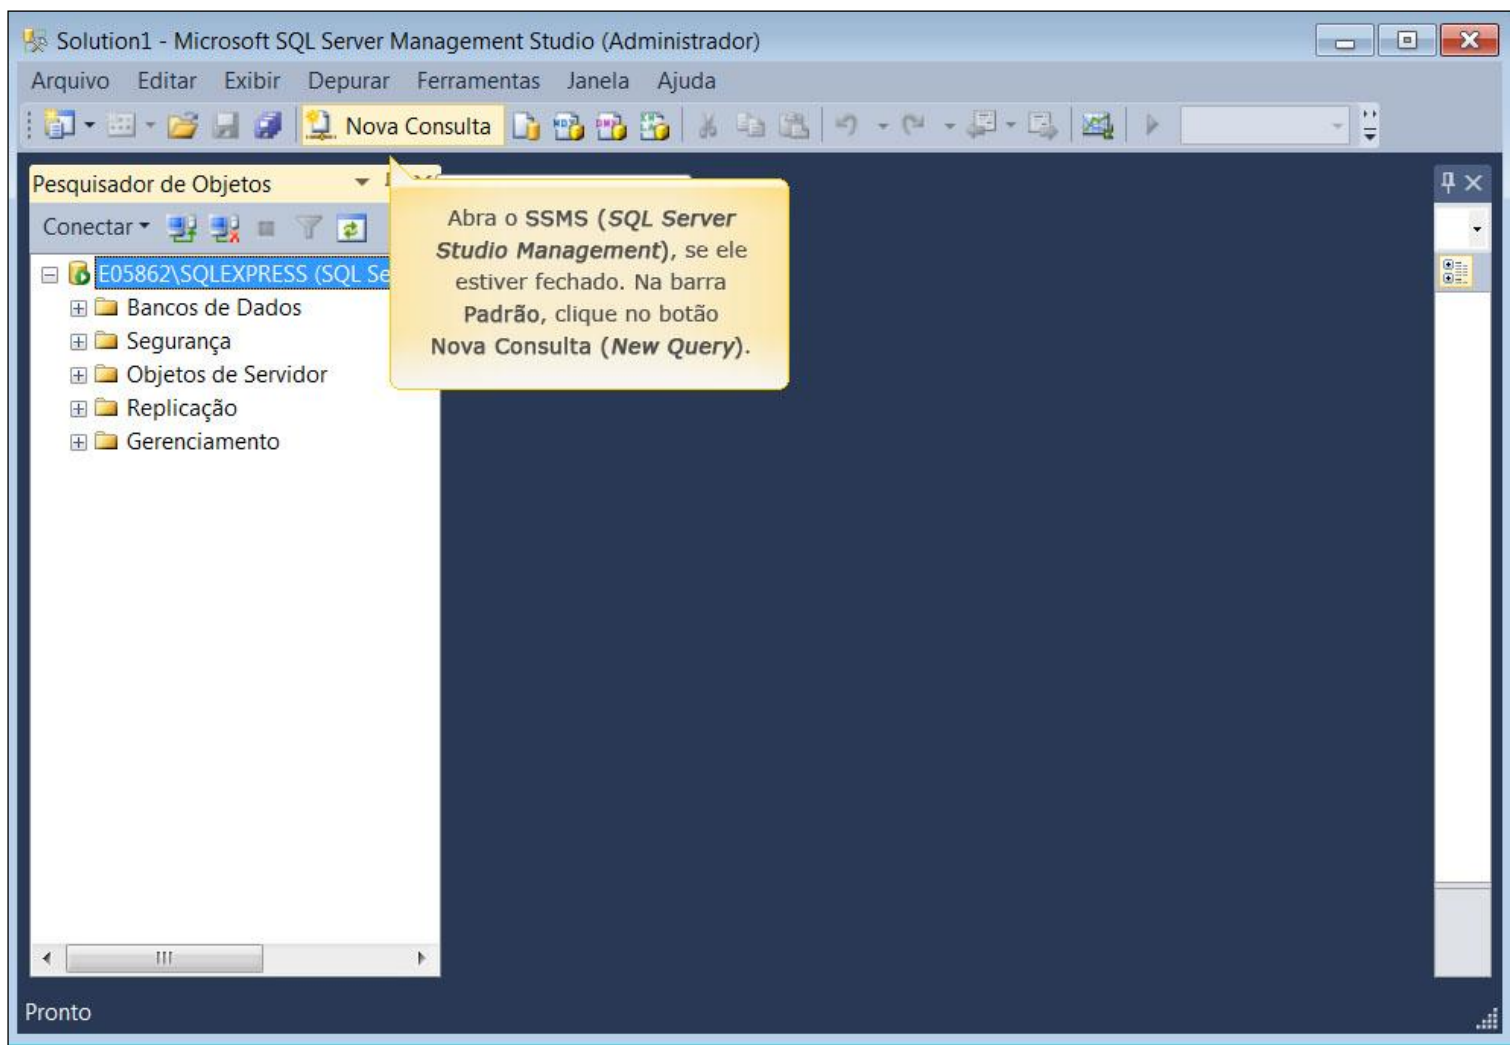 Solution1 - Microsoft SQL Server Management Studio (Administrador)
Arquivo Editar Exibir Depurar Ferramentas Janela Ajuda
Nova Consulta
Pesquisador de Objetos
Conectar
E05862\SQLEXPRESS (SQL Se
Bancos de Dados
Segurança
Objetos de Servidor
Replicação
Gerenciamento
Abra o SSMS (SQL Server
Studio Management), se ele
estiver fechado. Na barra
Padrão, clique no botão
Nova Consulta (New Query).
Pronto